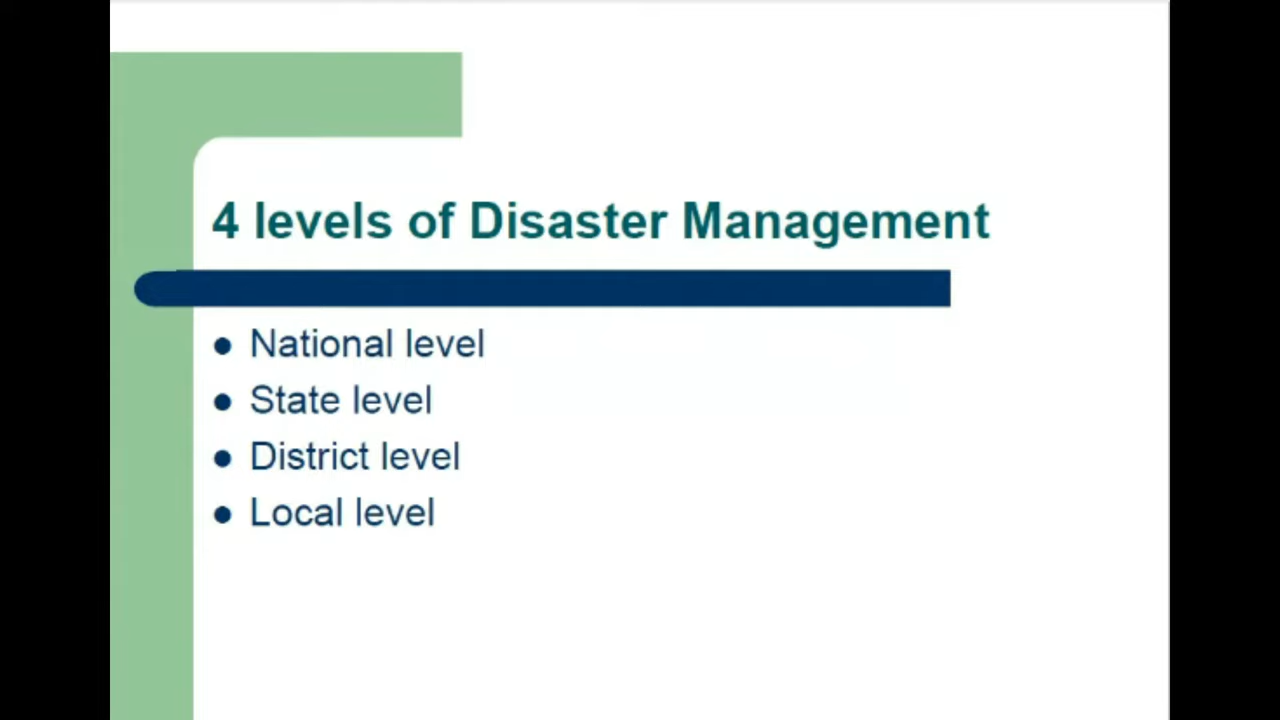 4 levels of Disaster Management
● National level
● State level
● District level
● Local level